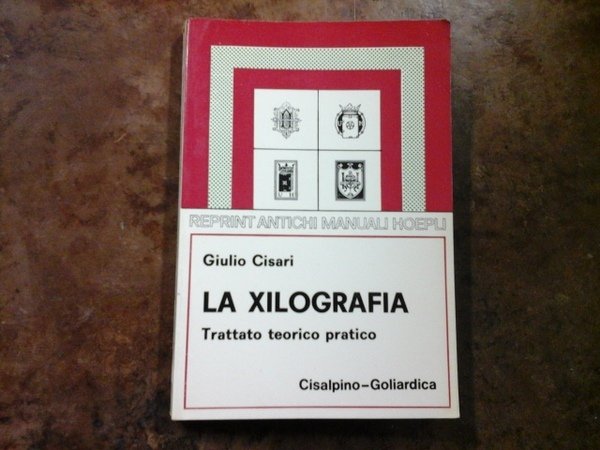 REPRINT ANTICHI MANUALI HOEPLI
Giulio Cisari
LA XILOGRAFIA
Trattato teorico pratico
Cisalpino-Goliardica